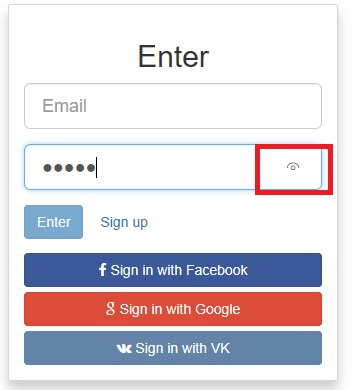 Enter
Email
•••••
Enter Sign up
Sign in with Facebook
Sign in with Google
Sign in with VK